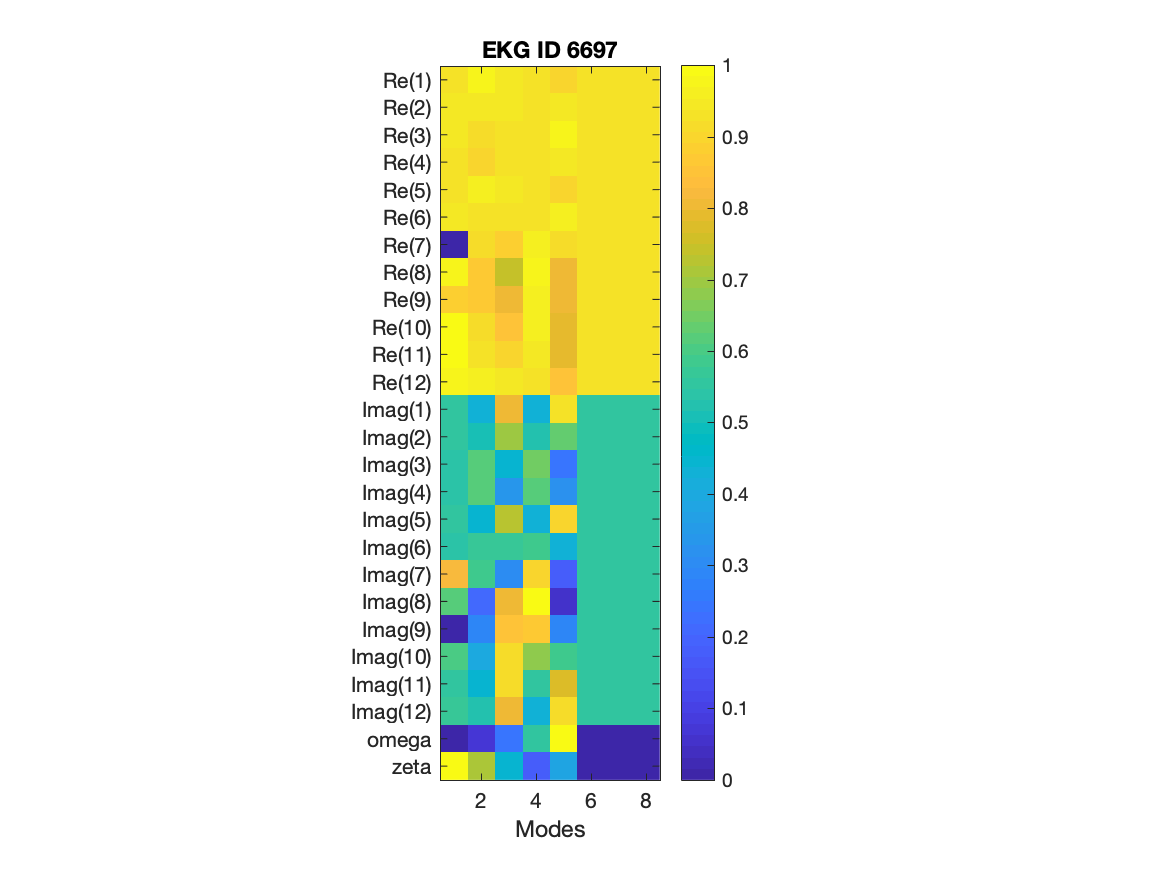 EKG ID 6697
Re(1)
Re(2)
Re(3)
Re(4)
Re(5)
Re(6)
Re(7)
Re(8)
Re(9)
Re(10)
Re(11)
Re(12)
Imag(1)
Imag(2)
Imag(3)
Imag(4)
Imag(5)
Imag(6)
Imag(7)
Imag(8)
Imag(9)
Imag(10)
Imag(11)
Imag(12)
omega
zeta
2 4 6 8
Modes
1
0.9
0.8
0.7
0.6
0.5
0.4
0.3
0.2
0.1
0